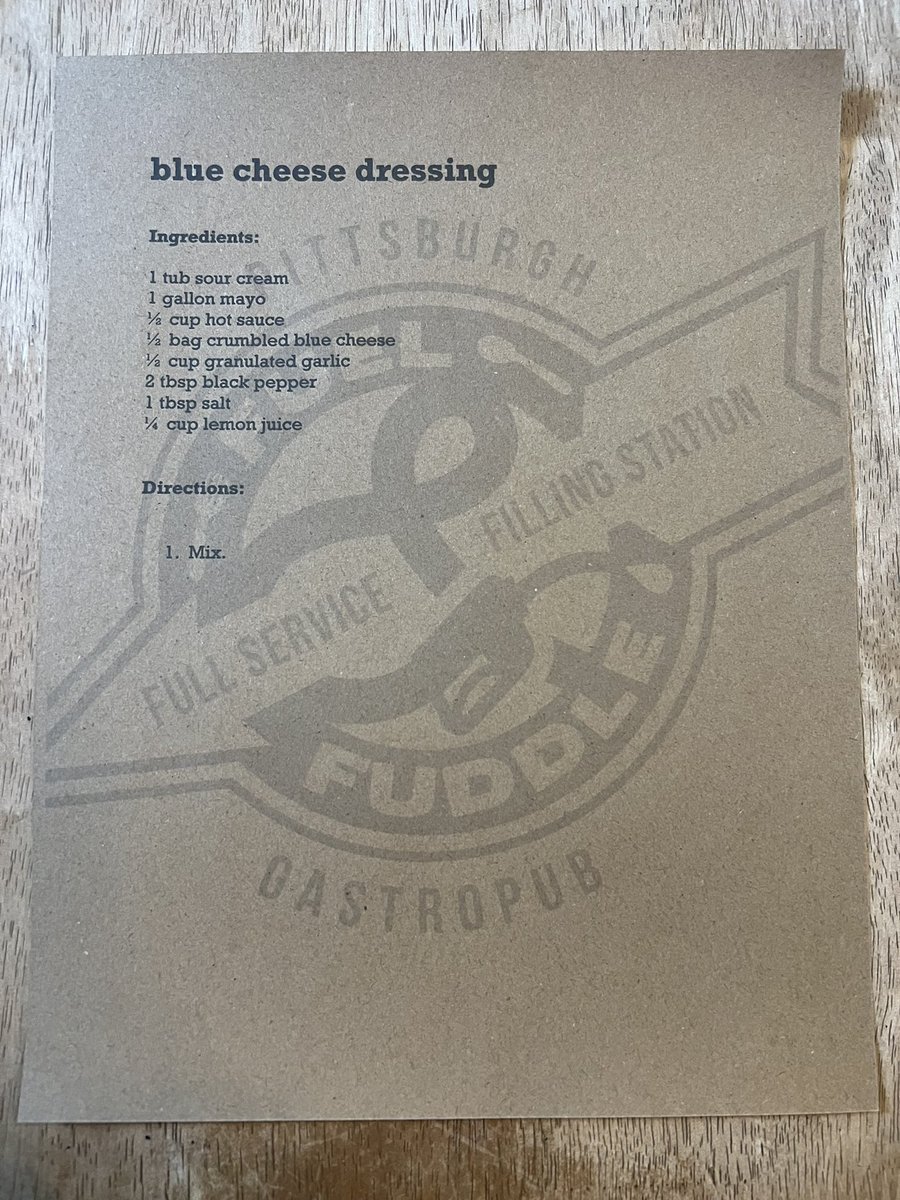 blue cheese dressing
Ingredients:
1 tub sour cream
1 gallon mayo
½ cup hot sauce
½ bag crumbled blue cheese
½ cup granulated garlic
2 tbsp black pepper
1 tbsp salt
¼ cup lemon juice
Directions:
1. Mix.
PITTSBURGH
FULL SERVICE FILLING STATION
FUDDLE
GASTROPUB